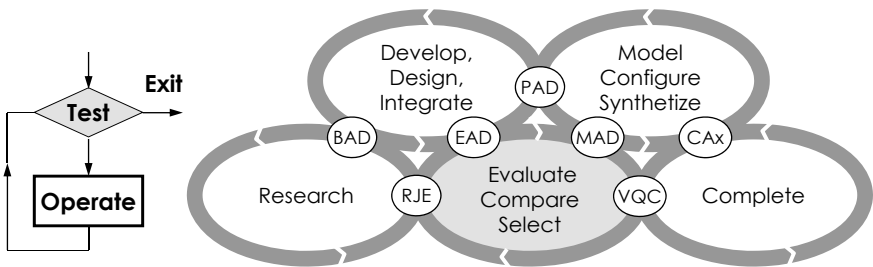 Exit
Test
Operate
Develop,
Design,
Integrate
Model
Configure
Synthetize
PAD
BAD
EAD
MAD
CAx
Research
RJE
Evaluate
Compare
Select
VQC
Complete